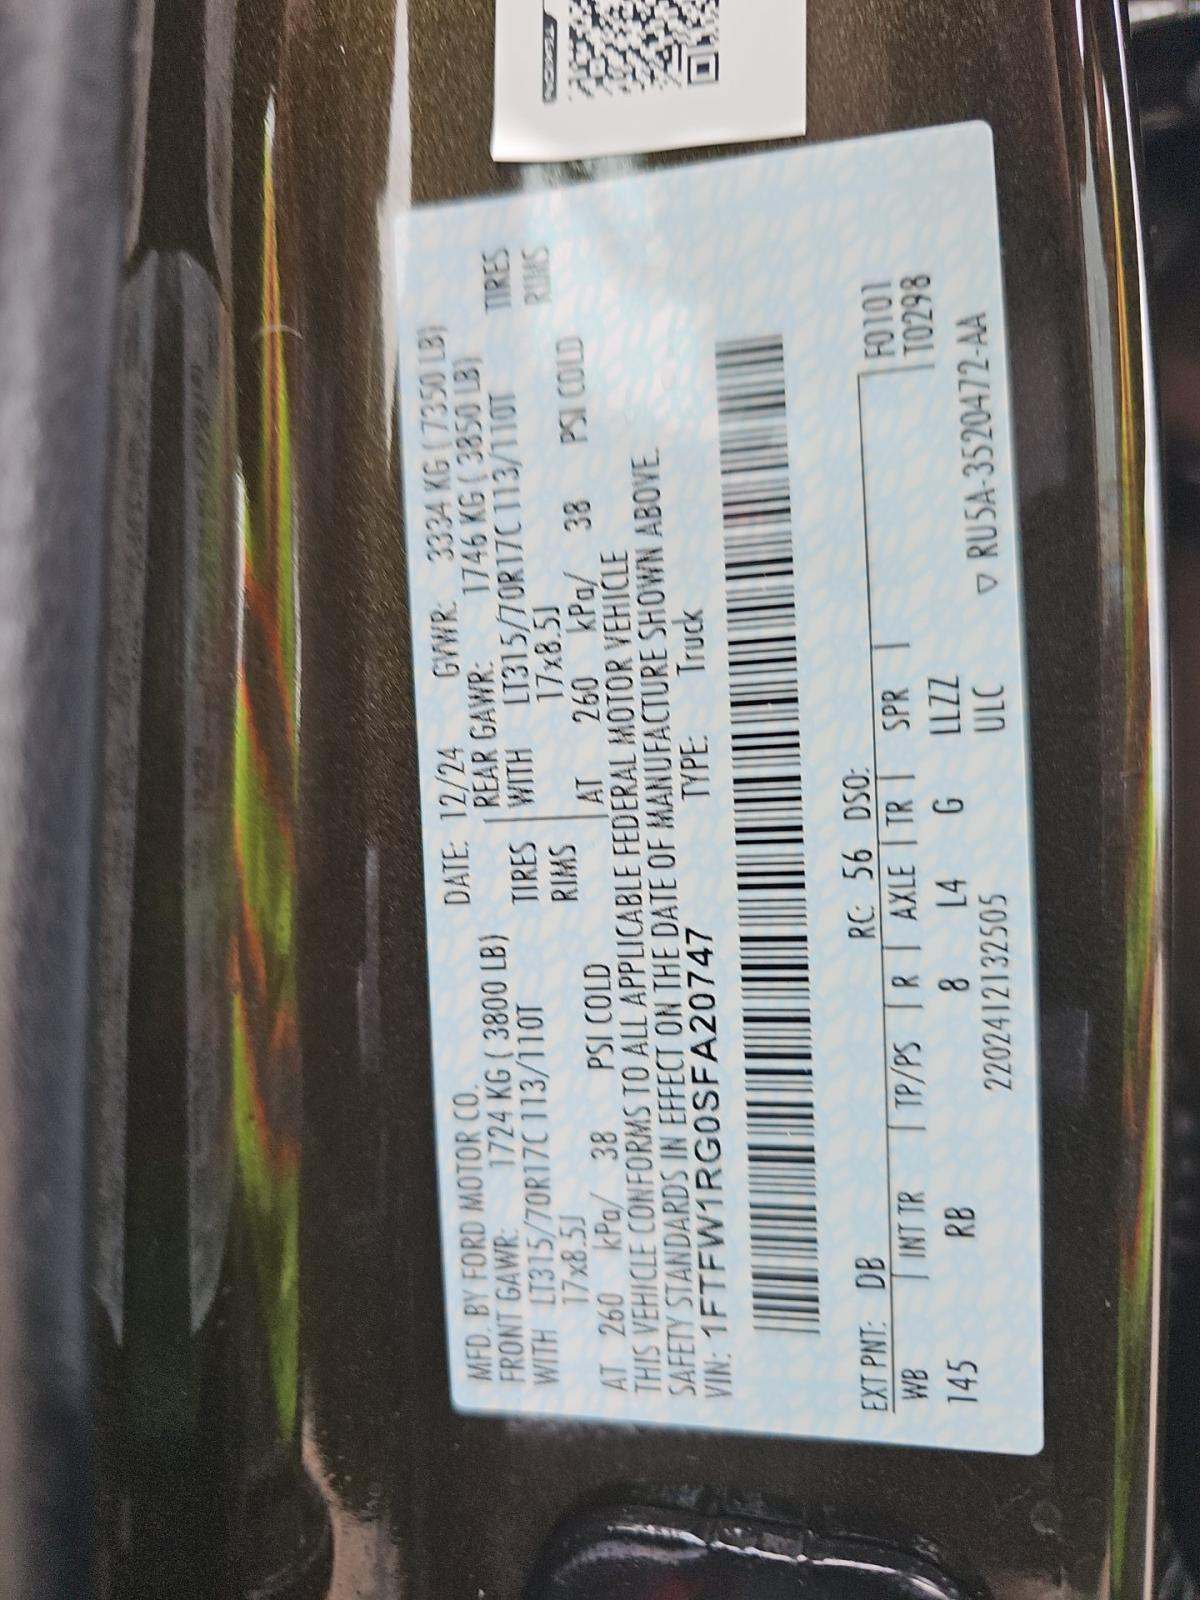 MFD. BY FORD MOTOR CO. DATE: 12/24 GVWR: 3334 KG ( 7350 LB)
FRONT GAWR: 1724 KG ( 3800 LB) REAR GAWR: 1746 KG ( 3850 LB)
WITH LT315/70R17C 113/110T TIRES WITH LT315/70R17C 113/110T TIRES
17x8.5J RIMS 17x8.5J RIMS
AT 260 kPa/ 38 PSI COLD AT 260 kPa/ 38 PSI COLD
THIS VEHICLE CONFORMS TO ALL APPLICABLE FEDERAL MOTOR VEHICLE
SAFETY STANDARDS IN EFFECT ON THE DATE OF MANUFACTURE SHOWN ABOVE.
VIN: 1FTFW1RG0SFA20747 TYPE: Truck
EXT PNT: DB RC: 56 DSO: F0101
WB INT TR TP/PS R AXLE TR SPR T0298
145 RB 8 L4 G LLZZ
220241213250S ULC ▽ RU5A-3520472-AA